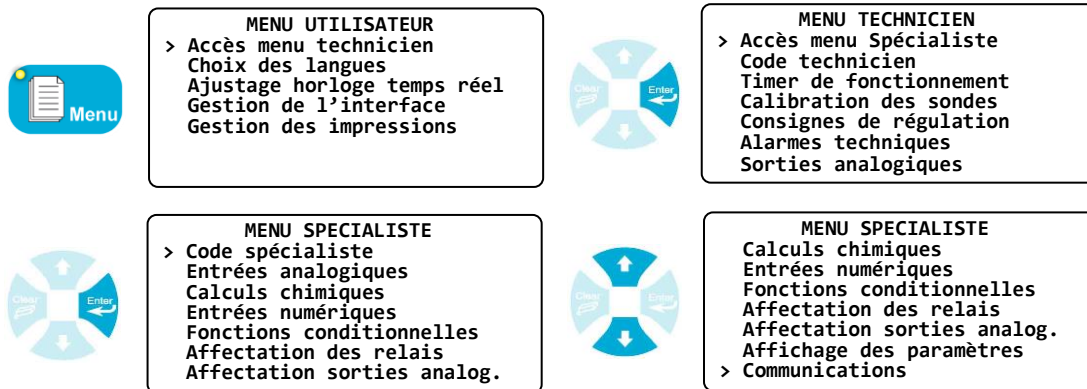 Menu
MENU UTILISATEUR
> Accès menu technicien
Choix des langues
Ajustage horloge temps réel
Gestion de l'interface
Gestion des impressions
Clear
Enter
MENU TECHNICIEN
> Accès menu Spécialiste
Code technicien
Timer de fonctionnement
Calibration des sondes
Consignes de régulation
Alarmes techniques
Sorties analogiques
Clear
Enter
MENU SPECIALISTE
> Code spécialiste
Entrées analogiques
Calculs chimiques
Entrées numériques
Fonctions conditionnelles
Affectation des relais
Affectation sorties analog.
Clear
Enter
MENU SPECIALISTE
Calculs chimiques
Entrées numériques
Fonctions conditionnelles
Affectation des relais
Affectation sorties analog.
Affichage des paramètres
> Communications